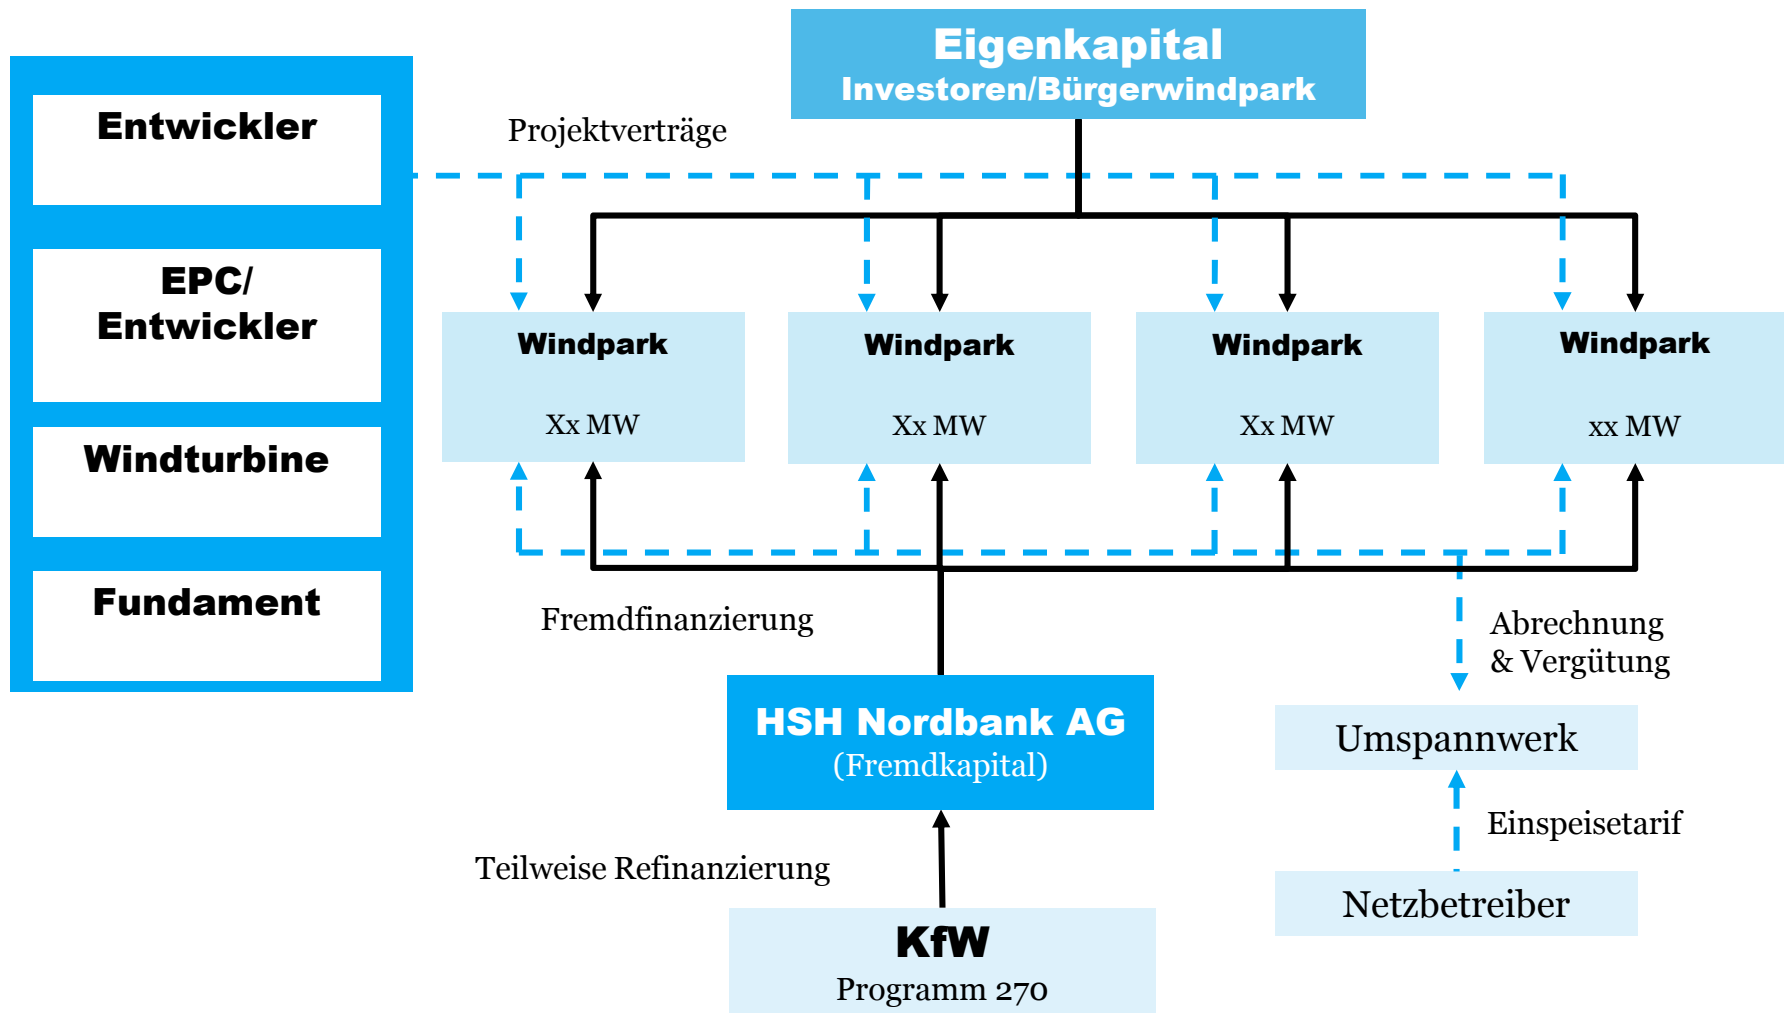 Eigenkapital
Investoren/Bürgerwindpark
Entwickler
EPC/
Entwickler
Windturbine
Fundament
Projektverträge
Windpark
Xx MW
Windpark
Xx MW
Windpark
Xx MW
Windpark
xx MW
Fremdfinanzierung
Abrechnung
& Vergütung
HSH Nordbank AG
(Fremdkapital)
Umspannwerk
Einspeisetarif
Teilweise Refinanzierung
Netzbetreiber
KfW
Programm 270